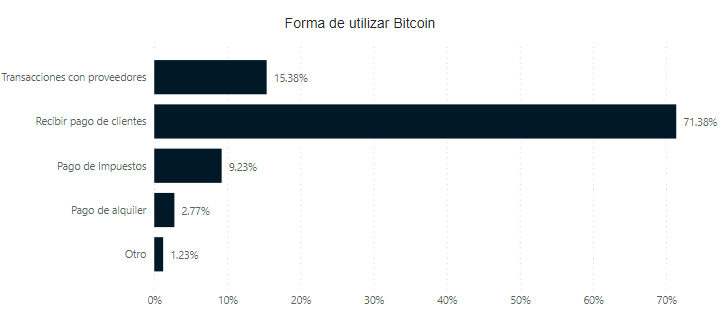 Forma de utilizar Bitcoin
Transacciones con proveedores 15.38%
Recibir pago de clientes 71.38%
Pago de Impuestos 9.23%
Pago de alquiler 2.77%
Otro 1.23%
0% 10% 20% 30% 40% 50% 60% 70%